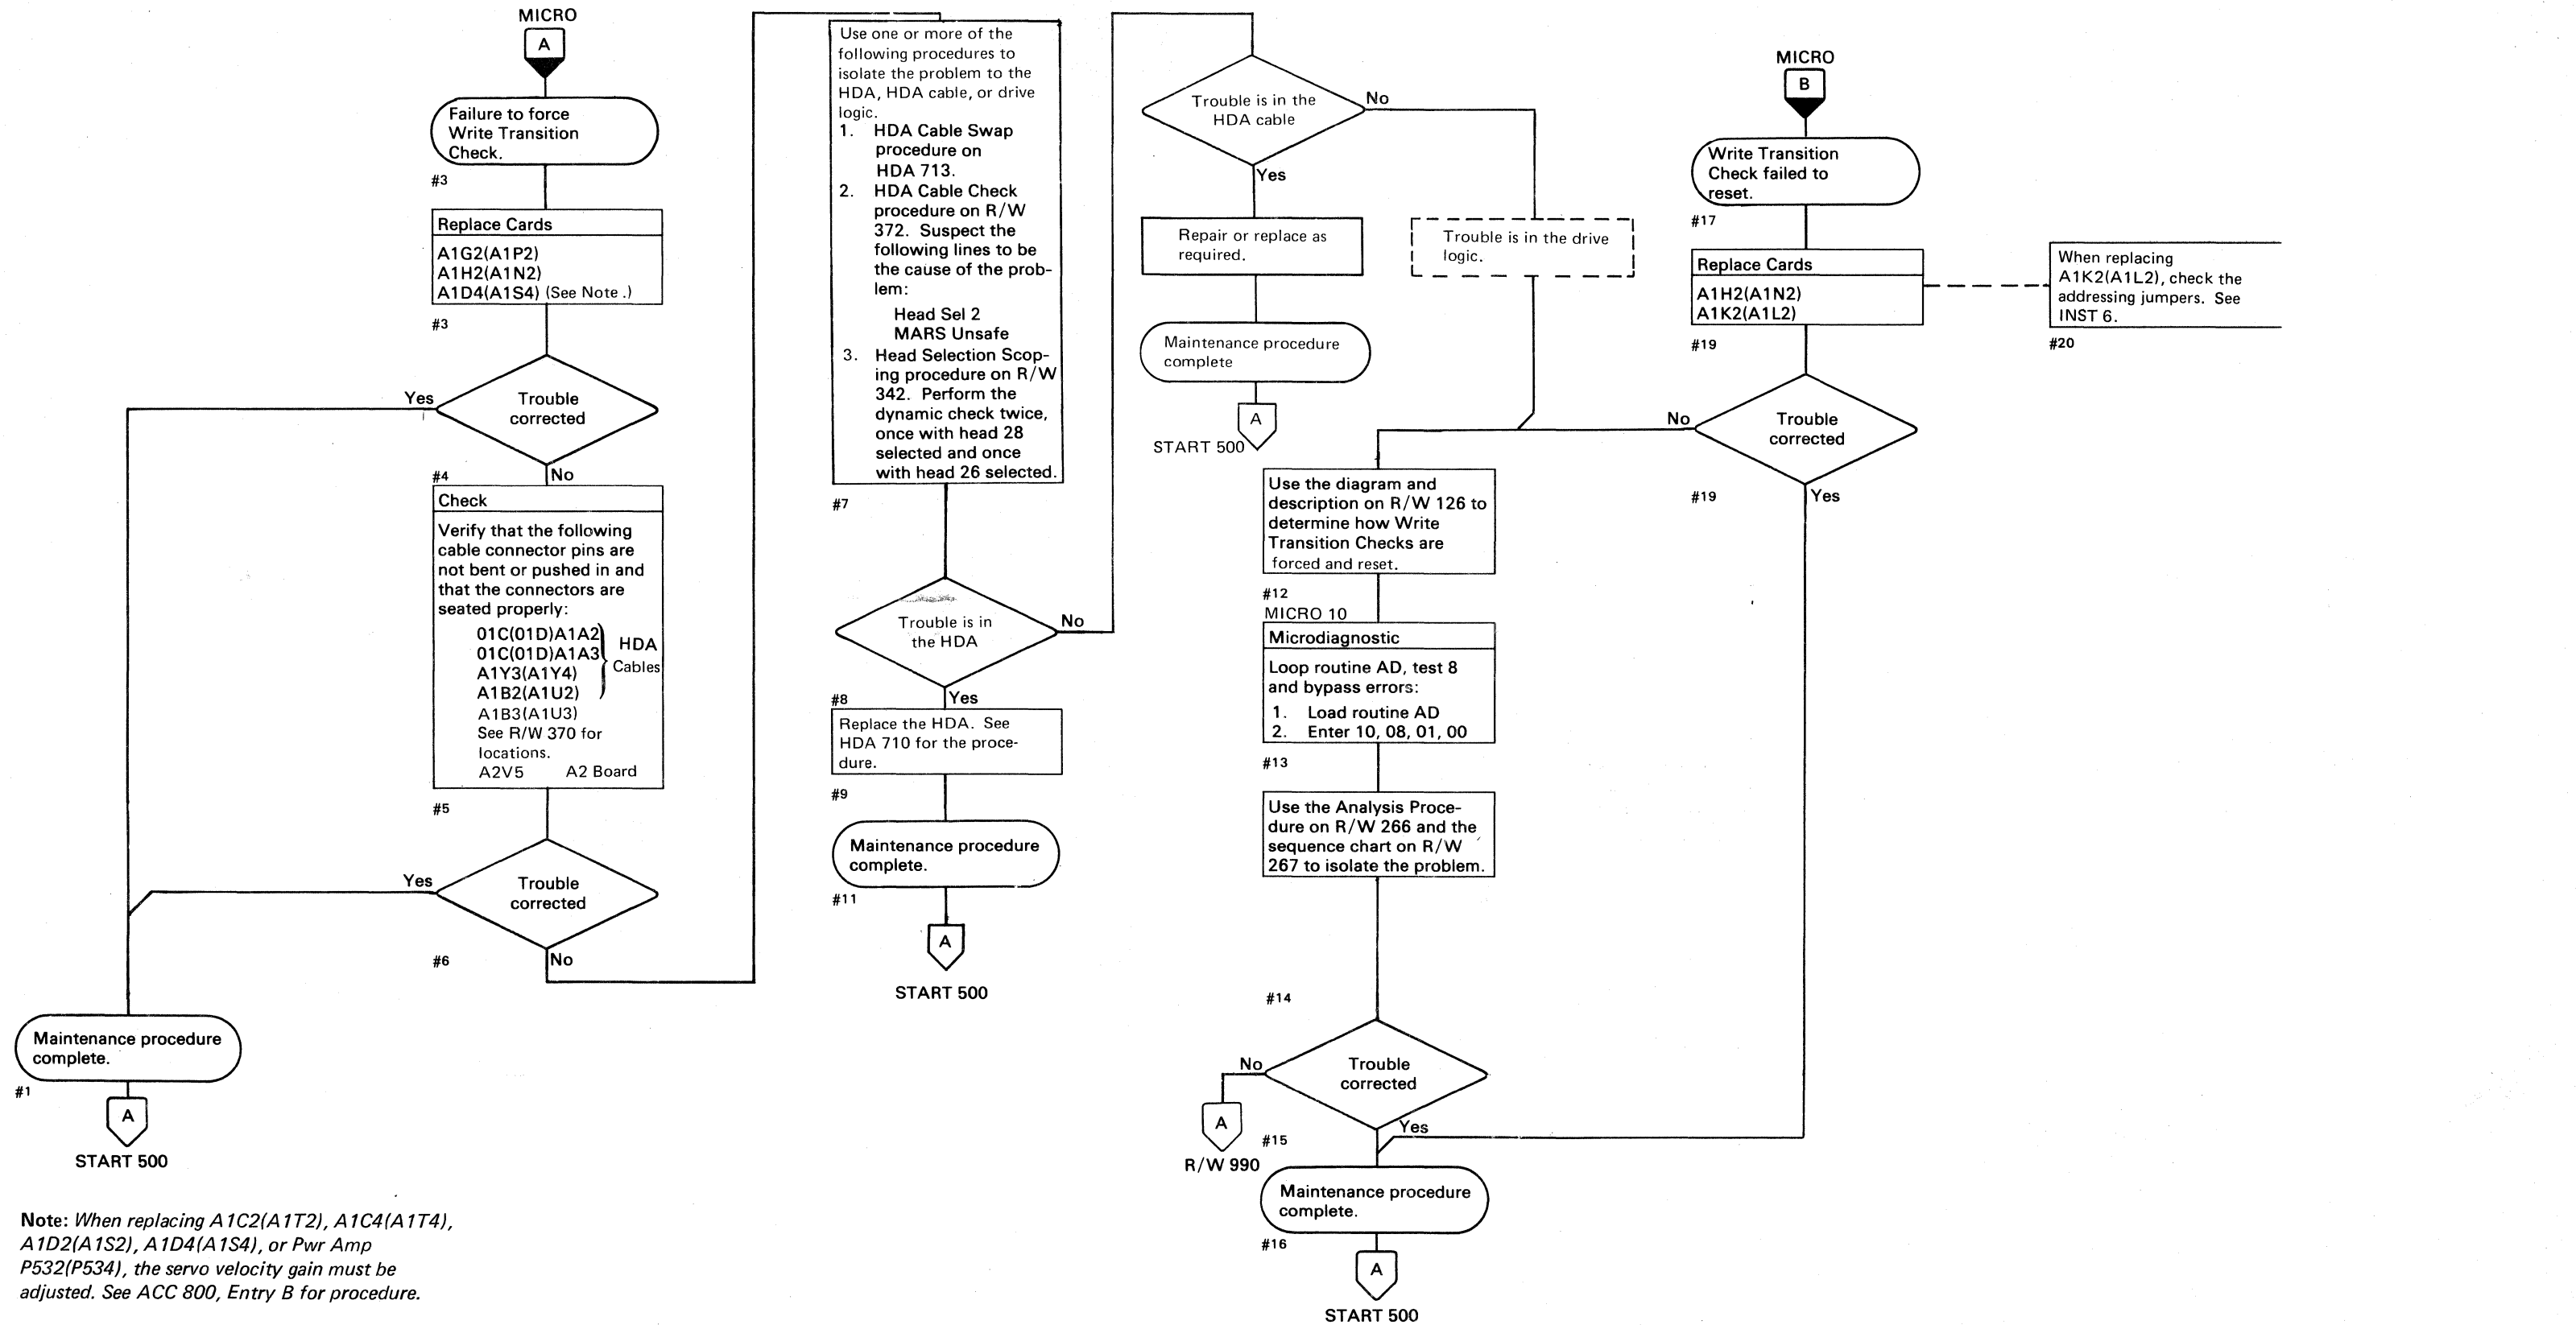 MICRO
A
Failure to force
Write Transition
Check.
#3
Replace Cards
A1G2(A1P2)
A1H2(A1N2)
A1D4(A1S4) (See Note .)
#3
Yes
Trouble
corrected
No
#4
Check
Verify that the following
cable connector pins are
not bent or pushed in and
that the connectors are
seated properly:
01C(01D)A1A2
01C(01D)A1A3
A1Y3(A1Y4)
A1B2(A1U2)
HDA
Cables
A1B3(A1U3)
See R/W 370 for
locations.
A2V5 A2 Board
#5
Yes
Trouble
corrected
#6
No
Maintenance procedure
complete.
#1
A
START 500
Note: When replacing A1C2(A1T2), A1C4(A1T4),
A1D2(A1S2), A1D4(A1S4), or Pwr Amp
P532(P534), the servo velocity gain must be
adjusted. See ACC 800, Entry B for procedure.
Use one or more of the
following procedures to
isolate the problem to the
HDA, HDA cable, or drive
logic.
1. HDA Cable Swap
procedure on
HDA 713.
2. HDA Cable Check
procedure on R/W
372. Suspect the
following lines to be
the cause of the prob-
lem:
Head Sel 2
MARS Unsafe
3. Head Selection Scop-
ing procedure on R/W
342. Perform the
dynamic check twice,
once with head 28
selected and once
with head 26 selected.
#7
Trouble is in
the HDA
No
#8
Yes
Replace the HDA. See
HDA 710 for the proce-
dure.
#9
Maintenance procedure
complete.
#11
A
START 500
Trouble is in the
HDA cable
No
Yes
Repair or replace as
required.
Maintenance procedure
complete
A
START 500
Trouble is in the drive
logic.
Use the diagram and
description on R/W 126 to
determine how Write
Transition Checks are
forced and reset.
#12
MICRO 10
Microdiagnostic
Loop routine AD, test 8
and bypass errors:
1. Load routine AD
2. Enter 10, 08, 01, 00
#13
Use the Analysis Proce-
dure on R/W 266 and the
sequence chart on R/W
267 to isolate the problem.
#14
No
Trouble
corrected
A
R/W 990
#15
Yes
Maintenance procedure
complete.
#16
A
START 500
MICRO
B
Write Transition
Check failed to
reset.
#17
Replace Cards
A1H2(A1N2)
A1K2(A1L2)
#19
When replacing
A1K2(A1L2), check the
addressing jumpers. See
INST 6.
#20
No
Trouble
corrected
#19
Yes